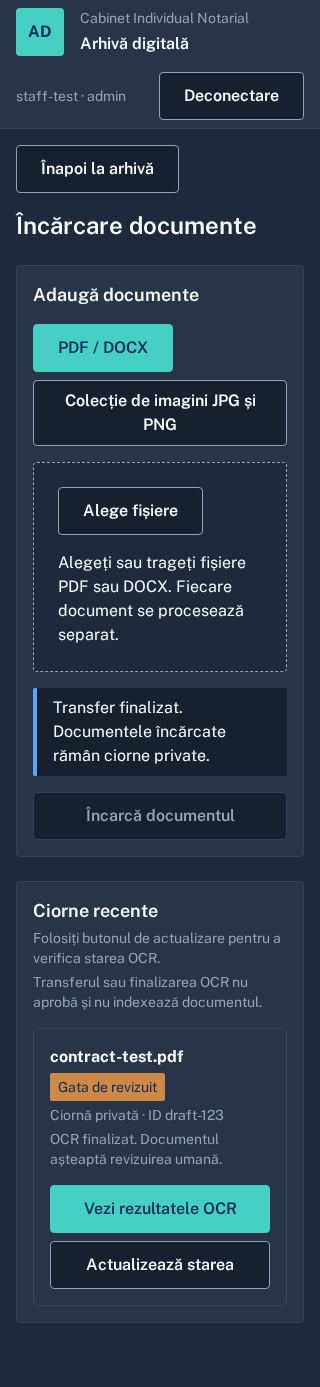 AD
Cabinet Individual Notarial
Arhivă digitală
staff-test · admin
Deconectare
Înapoi la arhivă
Încărcare documente
Adaugă documente
PDF / DOCX
Colecție de imagini JPG și
PNG
Alege fișiere
Alegeți sau trageți fișiere
PDF sau DOCX. Fiecare
document se procesează
separat.
Transfer finalizat.
Documentele încărcate
rămân ciorne private.
Încarcă documentul
Ciorne recente
Folosiți butonul de actualizare pentru a
verifica starea OCR.
Transferul sau finalizarea OCR nu
aprobă și nu indexează documentul.
contract-test.pdf
Gata de revizuit
Ciornă privată · ID draft-123
OCR finalizat. Documentul
așteaptă revizuirea umană.
Vezi rezultatele OCR
Actualizează starea